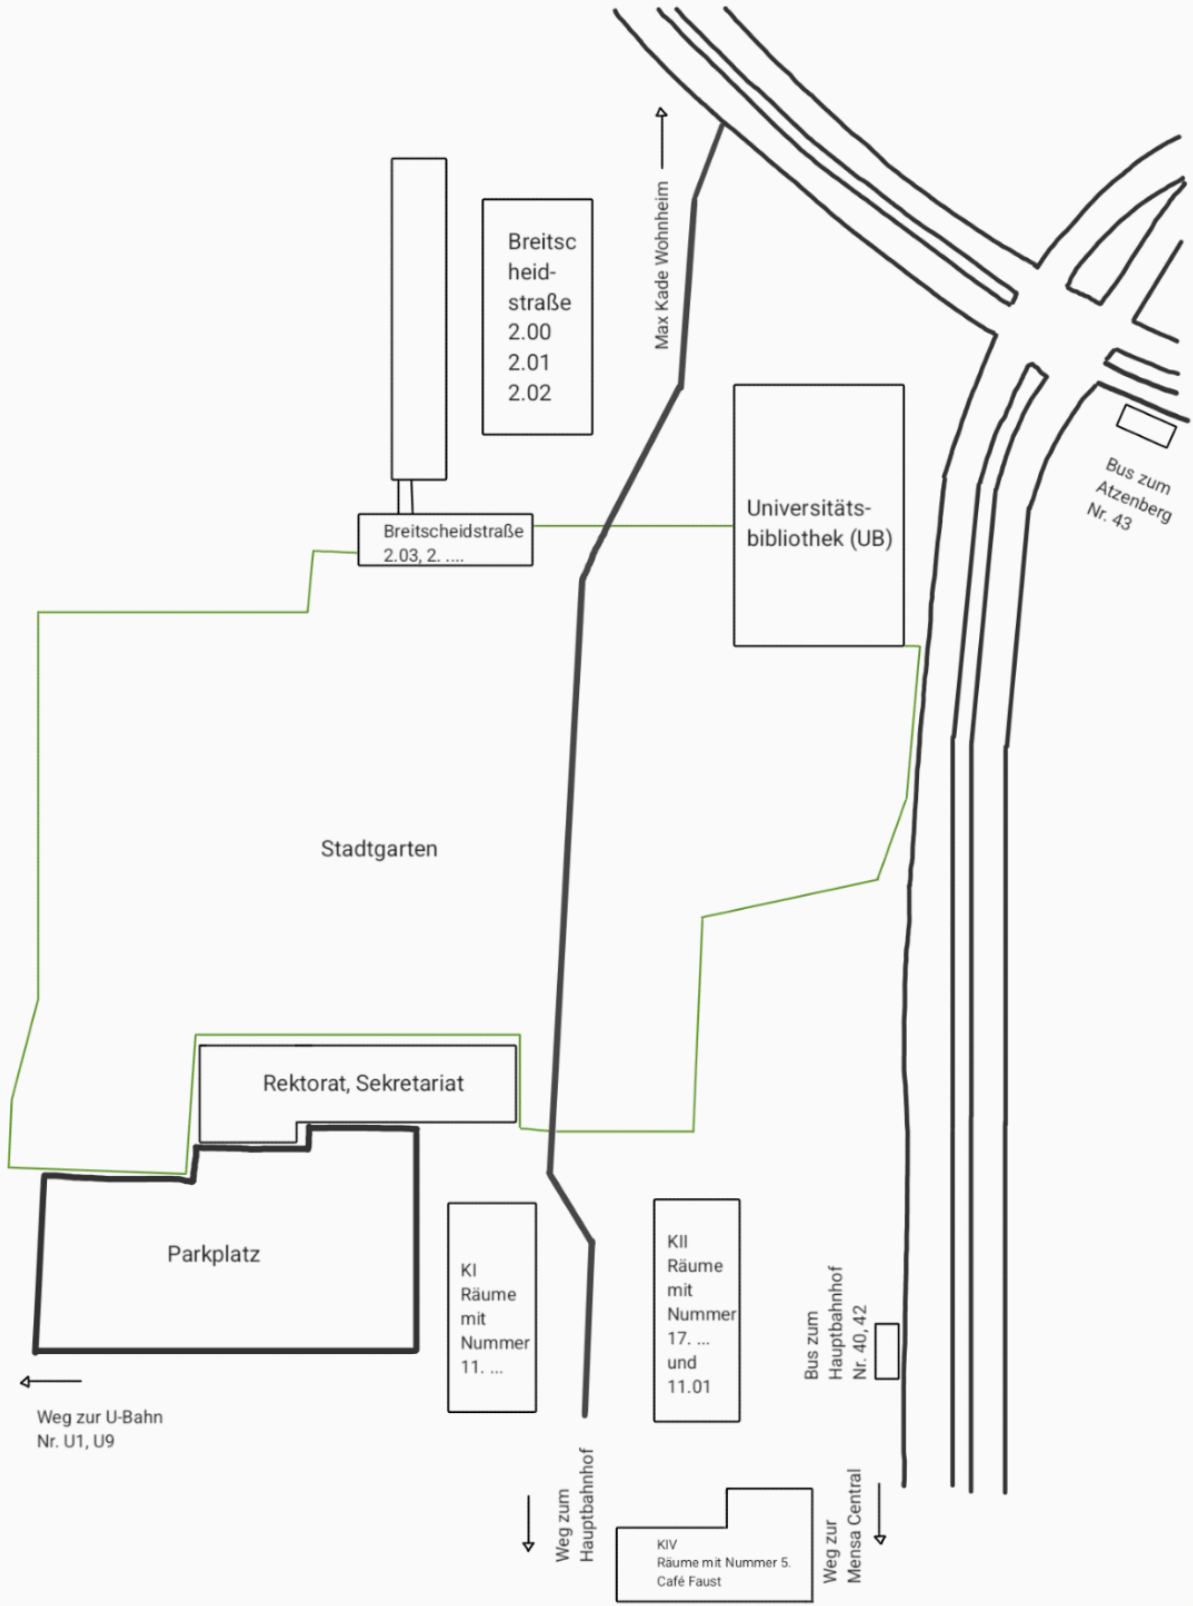 Max Kade Wohnheim
Breitsc
heid-
straße
2.00
2.01
2.02
Bus zum
Atzenberg
Nr. 43
Universitäts-
bibliothek (UB)
Breitscheidstraße
2.03, 2. ....
Stadtgarten
Rektorat, Sekretariat
Parkplatz
KI
Räume
mit
Nummer
11. ...
KII
Räume
mit
Nummer
17. ...
und
11.01
Bus zum
Hauptbahnhof
Nr. 40, 42
Weg zur U-Bahn
Nr. U1, U9
Weg zum
Hauptbahnhof
KIV
Räume mit Nummer 5.
Café Faust
Weg zur
Mensa Central